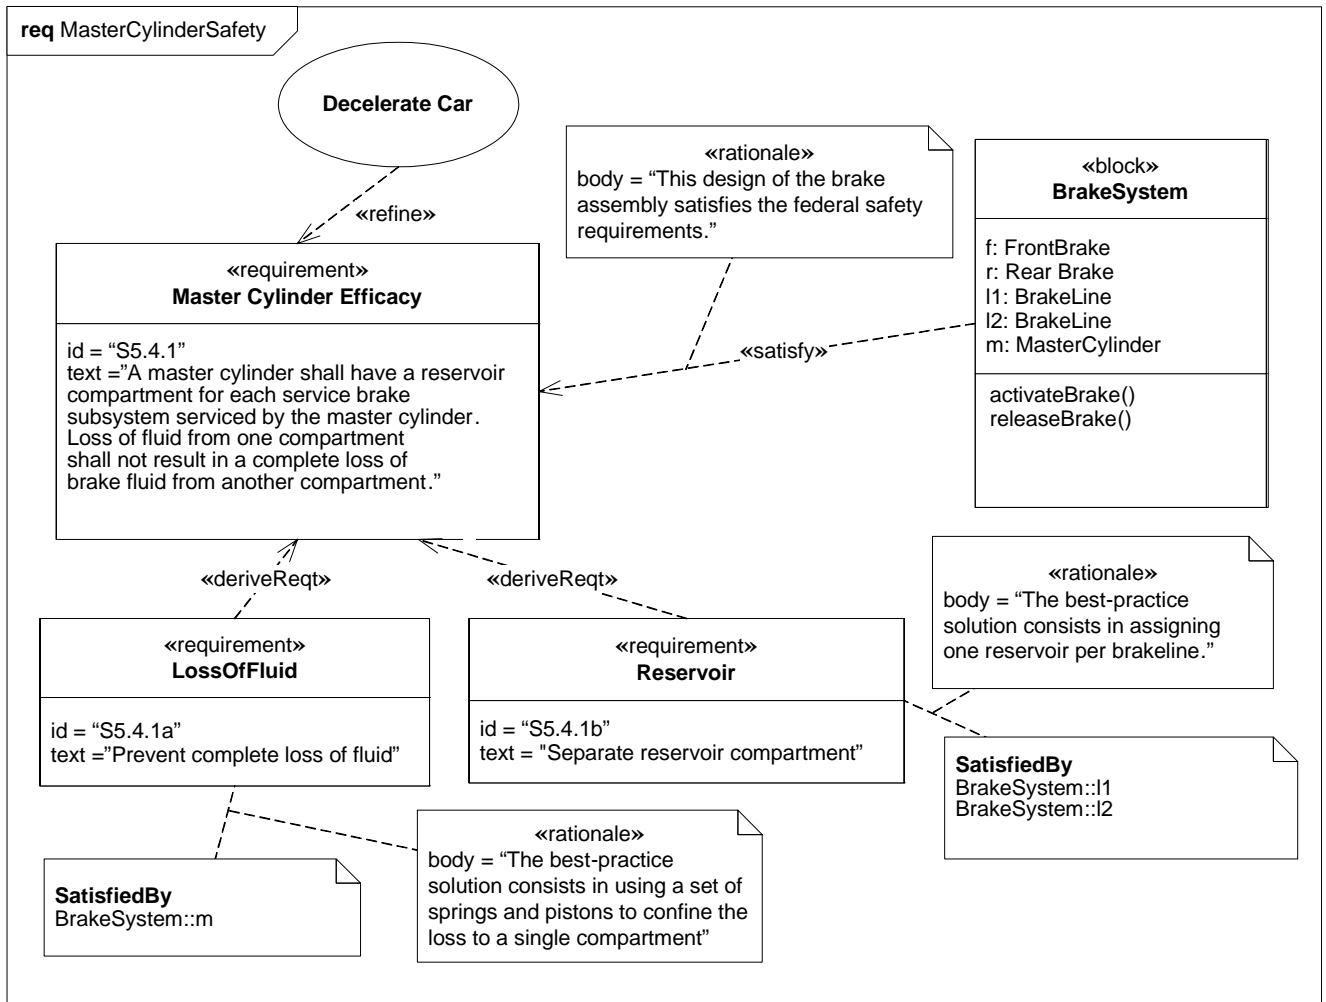 req MasterCylinderSafety
Decelerate Car
«refine»
«rationale»
body = “This design of the brake
assembly satisfies the federal safety
requirements.”
«block»
BrakeSystem
f: FrontBrake
r: Rear Brake
l1: BrakeLine
l2: BrakeLine
m: MasterCylinder
activateBrake()
releaseBrake()
«requirement»
Master Cylinder Efficacy
id = “S5.4.1”
text =”A master cylinder shall have a reservoir
compartment for each service brake
subsystem serviced by the master cylinder.
Loss of fluid from one compartment
shall not result in a complete loss of
brake fluid from another compartment.”
«satisfy»
«deriveReqt»
«deriveReqt»
«rationale»
body = “The best-practice
solution consists in assigning
one reservoir per brakeline.”
«requirement»
LossOfFluid
id = “S5.4.1a”
text =”Prevent complete loss of fluid”
«requirement»
Reservoir
id = “S5.4.1b”
text = "Separate reservoir compartment”
SatisfiedBy
BrakeSystem::l1
BrakeSystem::l2
«rationale»
body = “The best-practice
solution consists in using a set of
springs and pistons to confine the
loss to a single compartment”
SatisfiedBy
BrakeSystem::m